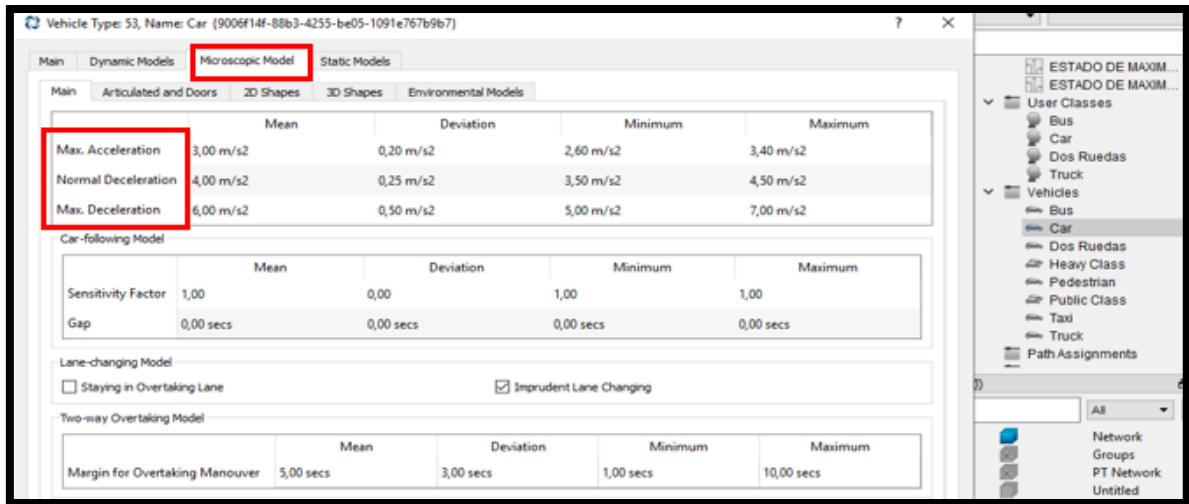 Vehicle Type: 53, Name: Car {9006f14f-88b3-4255-be05-1091e767b9b7}
? ×
Main Dynamic Models Microscopic Model Static Models
Main Articulated and Doors 2D Shapes 3D Shapes Environmental Models
Mean Deviation Minimum Maximum
Max. Acceleration 3,00 m/s2 0,20 m/s2 2,60 m/s2 3,40 m/s2
Normal Deceleration 4,00 m/s2 0,25 m/s2 3,50 m/s2 4,50 m/s2
Max. Deceleration 6,00 m/s2 0,50 m/s2 5,00 m/s2 7,00 m/s2
Car-following Model
Mean Deviation Minimum Maximum
Sensitivity Factor 1,00 0,00 1,00 1,00
Gap 0,00 secs 0,00 secs 0,00 secs 0,00 secs
Lane-changing Model
Staying in Overtaking Lane Imprudent Lane Changing
Two-way Overtaking Model
Mean Deviation Minimum Maximum
Margin for Overtaking Manouver 5,00 secs 3,00 secs 1,00 secs 10,00 secs
ESTADO DE MAXIM...
ESTADO DE MAXIM...
User Classes
Bus
Car
Dos Ruedas
Truck
Vehicles
Bus
Car
Dos Ruedas
Heavy Class
Pedestrian
Public Class
Taxi
Truck
Path Assignments
All
Network
Groups
PT Network
Untitled